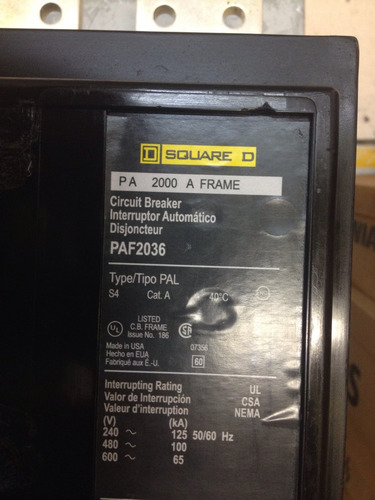 SQUARE D
PA 2000 A FRAME
Circuit Breaker
Interruptor Automático
Disjoncteur
PAF2036
Type/Tipo PAL
S4 Cat. A 40°C
LISTED
C.B. FRAME
Issue No. 186
Made in USA 07356
Hecho en EUA
Fabriqué aux É.-U. 60
Interrupting Rating UL
Valor de Interrupción CSA
Valeur d'interruption NEMA
(V) (kA)
240 ~ 125 50/60 Hz
480 ~ 100
600 ~ 65